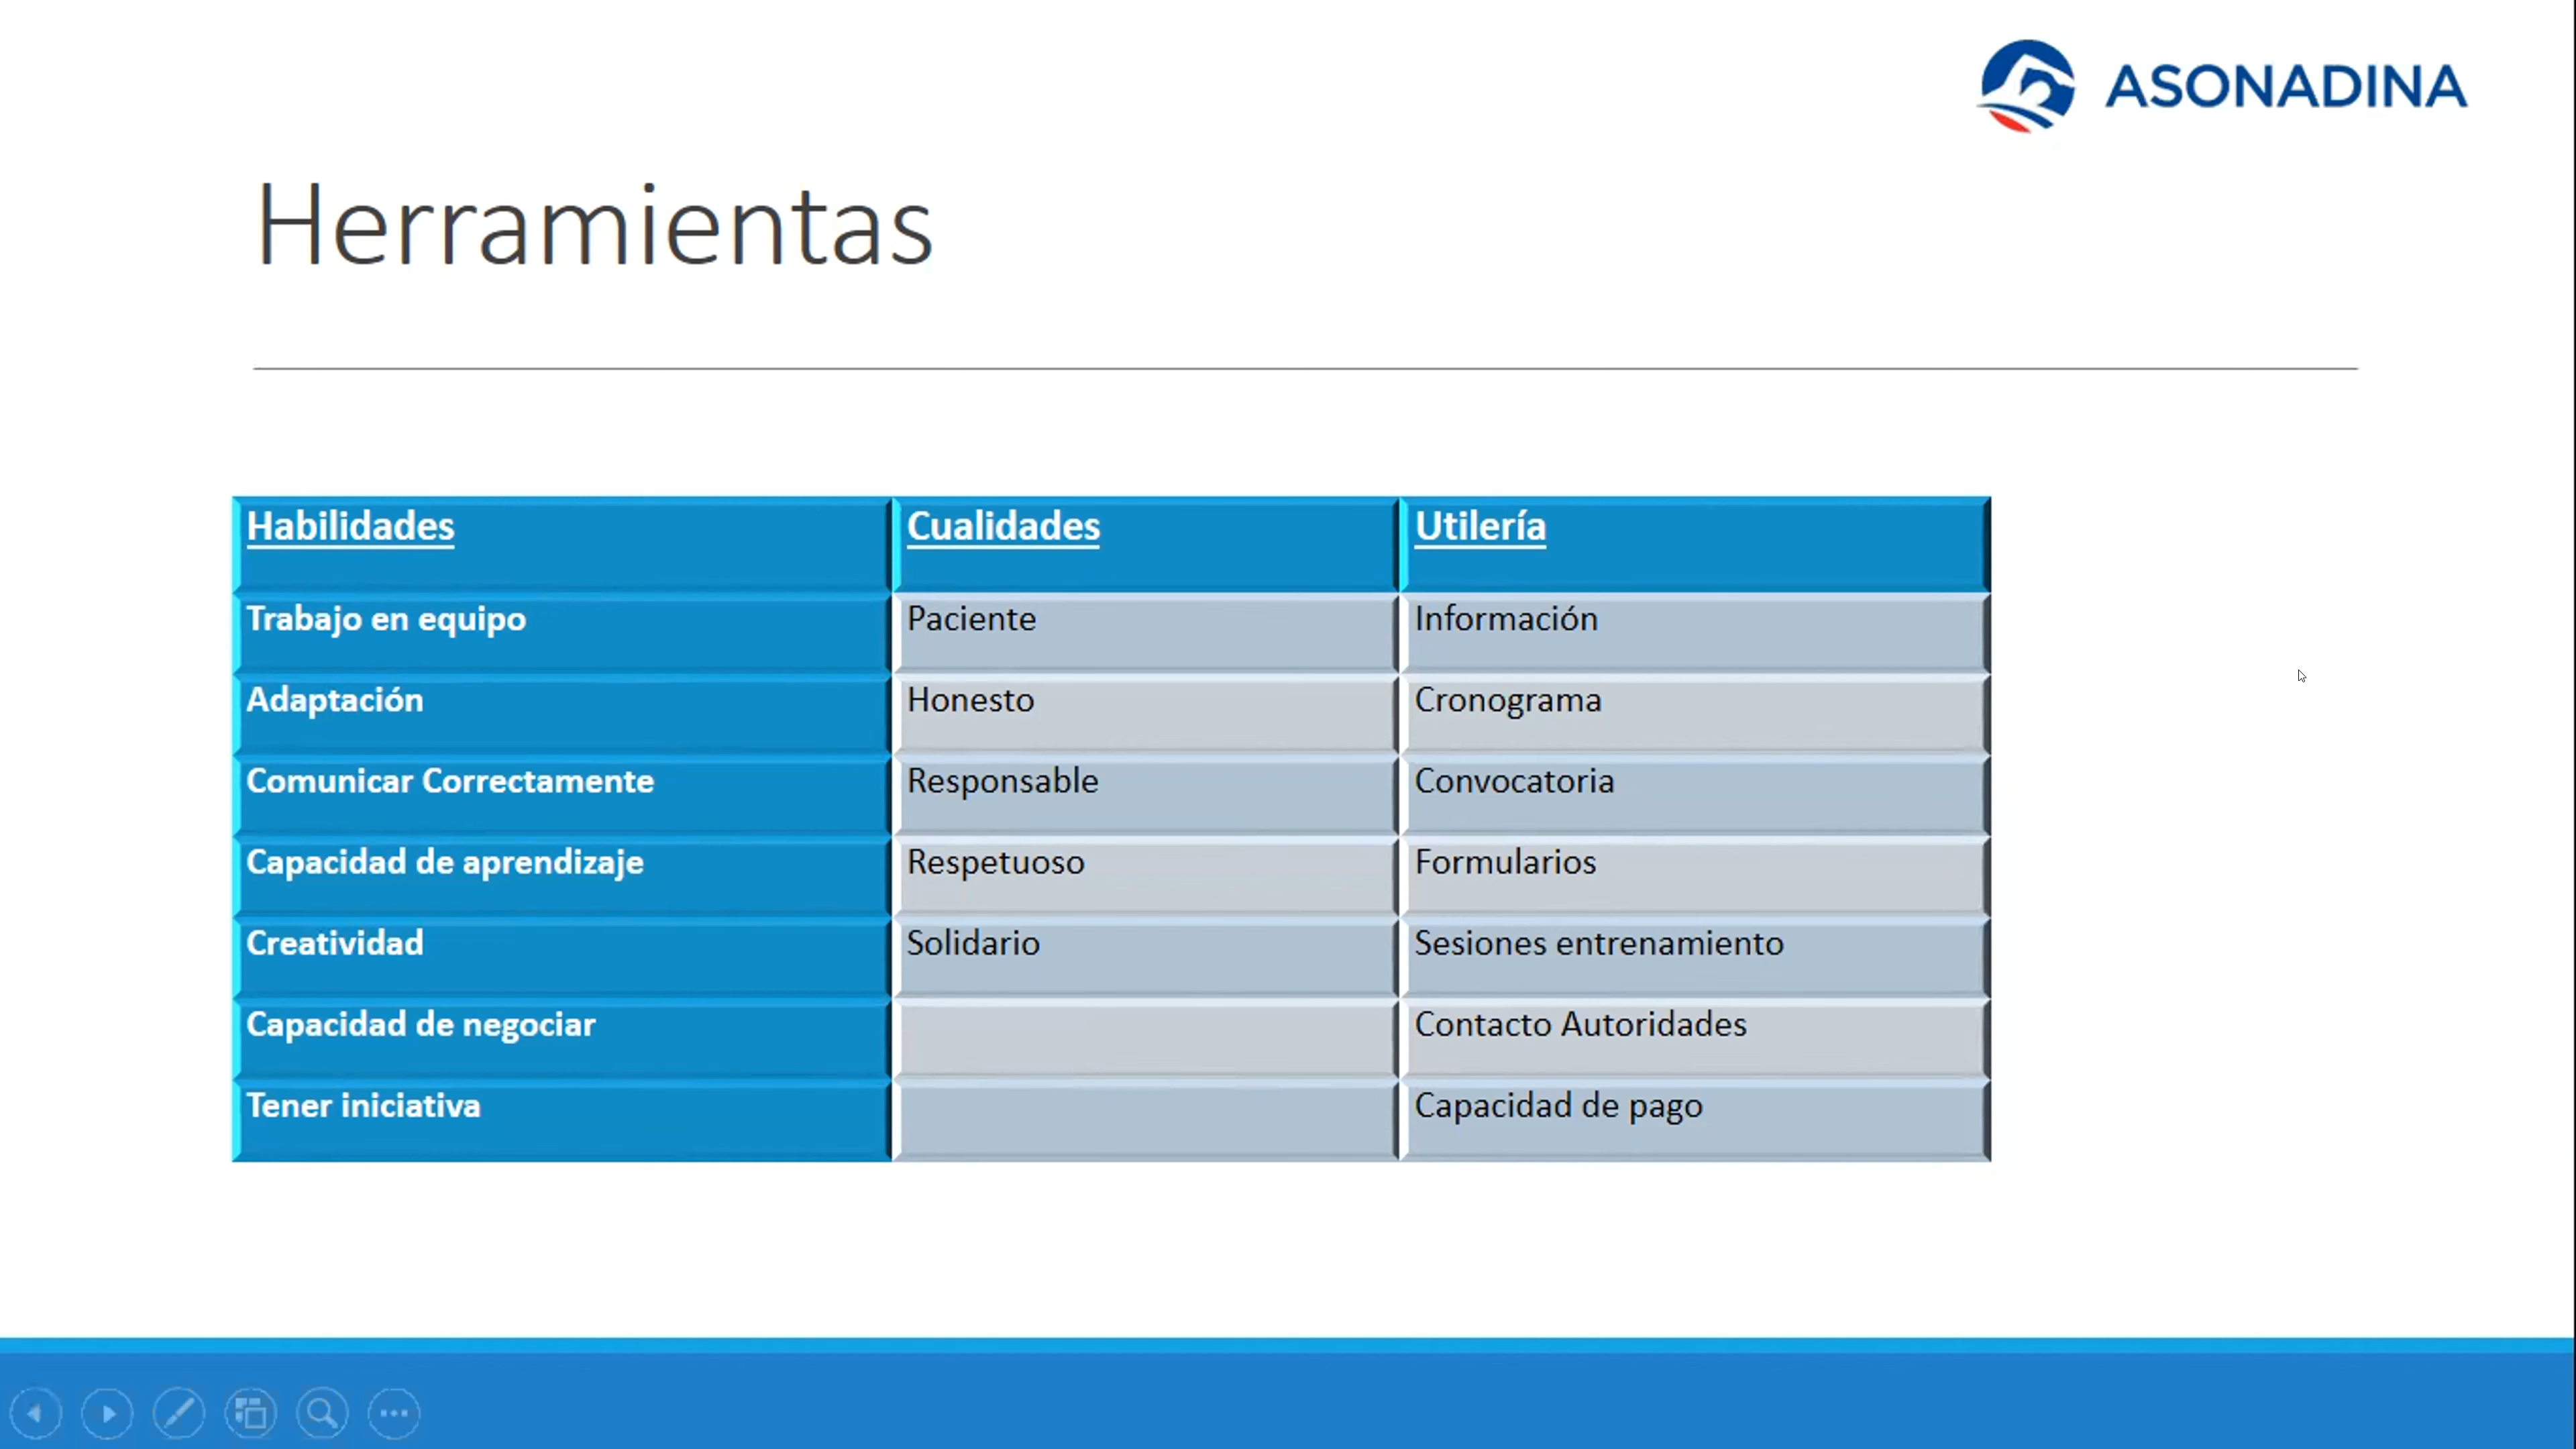 ASONADINA
Herramientas
Habilidades Cualidades Utilería
Trabajo en equipo Paciente Información
Adaptación Honesto Cronograma
Comunicar Correctamente Responsable Convocatoria
Capacidad de aprendizaje Respetuoso Formularios
Creatividad Solidario Sesiones entrenamiento
Capacidad de negociar Contacto Autoridades
Tener iniciativa Capacidad de pago